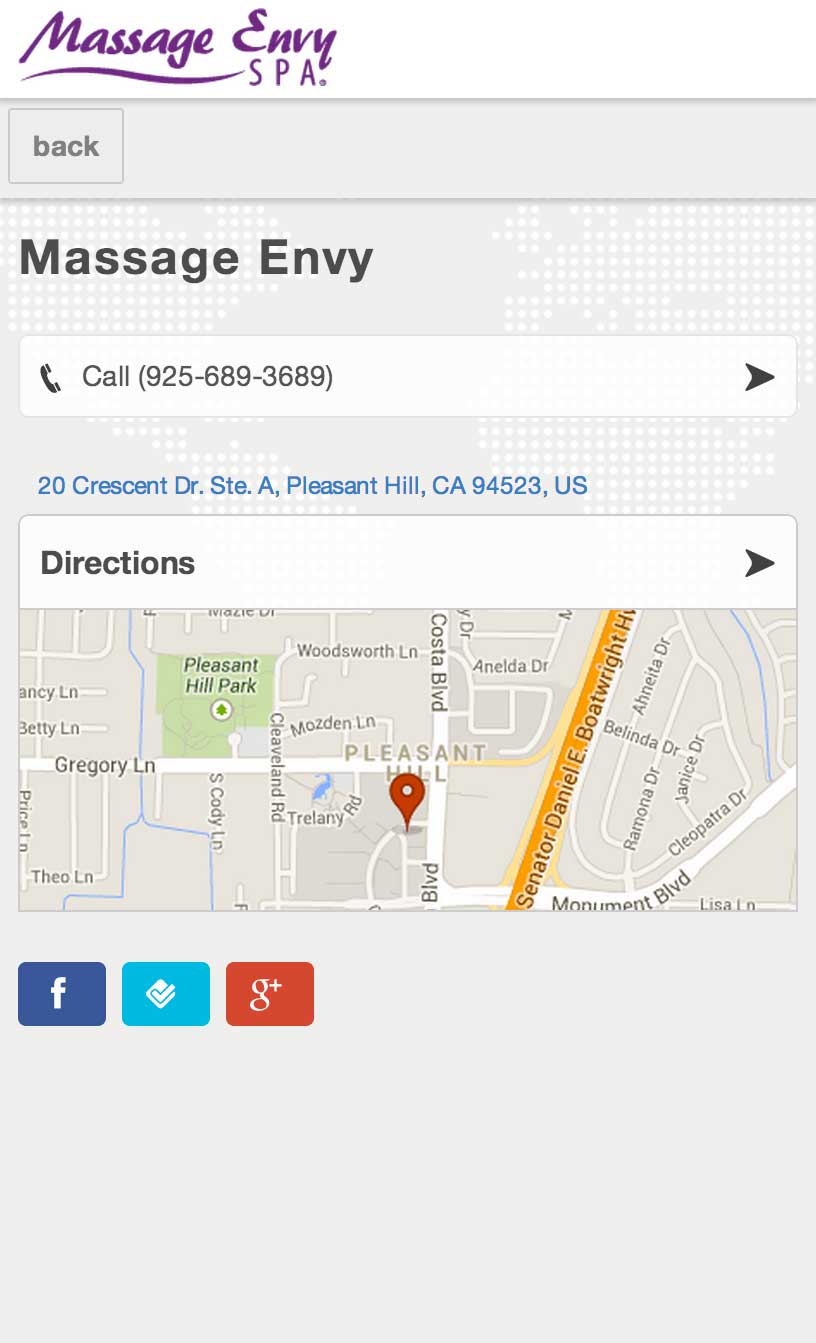 Massage Envy
SPA
back
Massage Envy
Call (925-689-3689)
20 Crescent Dr. Ste. A, Pleasant Hill, CA 94523, US
Directions
Mazie Dr
Costa Blvd
y Dr
Woodsworth Ln
Senator Daniel E. Boatwright Hw
Pleasant
Hill Park
Anelda Dr
Ahneita Dr
ancy Ln
Betty Ln
Cleaveland Rd
Mozden Ln
Belinda Dr
Janice Dr
PLEASANT
HILL
Gregory Ln
S Cody Ln
Price Ln
Trelany Rd
Ramona Dr
Cleopatra Dr
Theo Ln
Blvd
Monument Blvd
Lisa Ln
f
g+